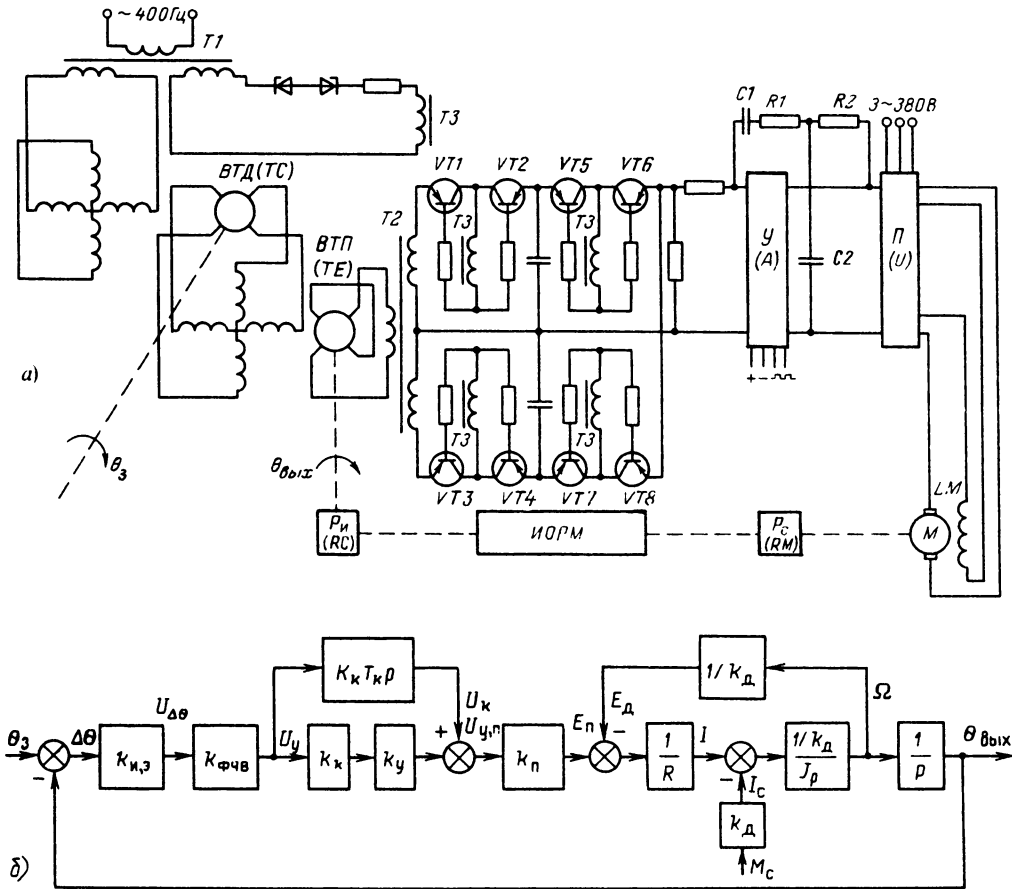 ~400Гц
T1
T3
ВТД(ТС)
ВТП
(ТЕ)
T2
VT1
VT2
VT5
VT6
T3
T3
C1
R1
R2
3~380В
У
(А)
C2
П
(U)
+ −
а)
θз
θвых
T3
T3
VT3
VT4
VT7
VT8
LM
Ри
(RC)
ИОРМ
Рс
(RM)
М
KкTкp
1/kд
UΔθ
Uк
Uу,п
Eд
Eп
Ω
θз
Δθ
kи,э
kфчв
Uу
kк
kу
+
kп
−
1
R
I
−
Iс
1/kд
Jp
1
p
θвых
−
kд
Mс
б)